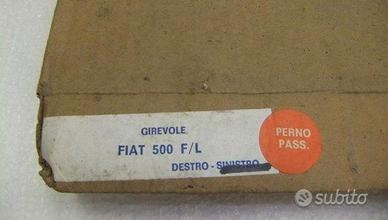 GIREVOLE
FIAT 500 F/L
DESTRO - SINISTRO
PERNO
PASS.
subito